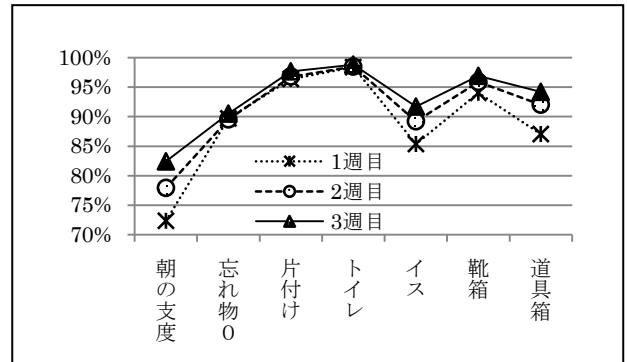 100%
95%
90%
85%
80%
75%
70%
1週目
2週目
3週目
朝の支度
忘れ物0
片付け
トイレ
イス
靴箱
道具箱